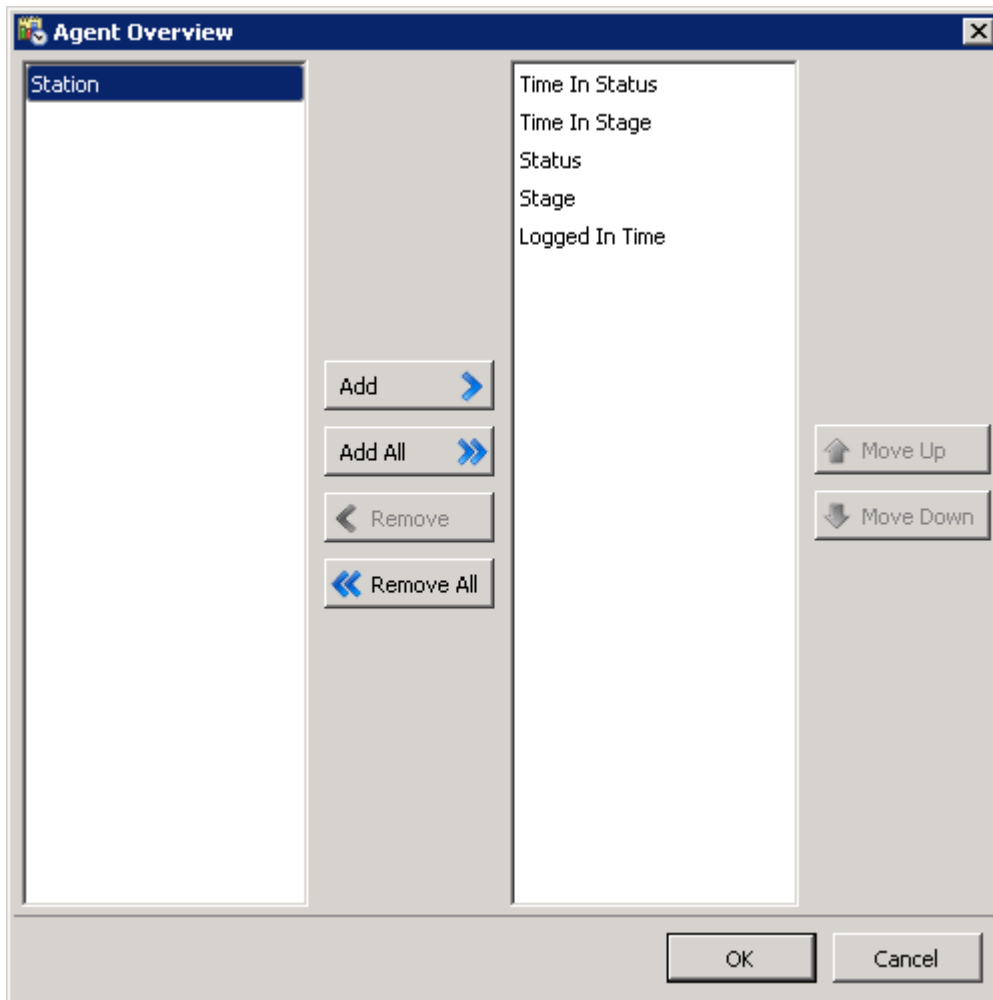 Agent Overview
Station
Time In Status
Time In Stage
Status
Stage
Logged In Time
Add
Add All
Remove
Remove All
Move Up
Move Down
OK
Cancel